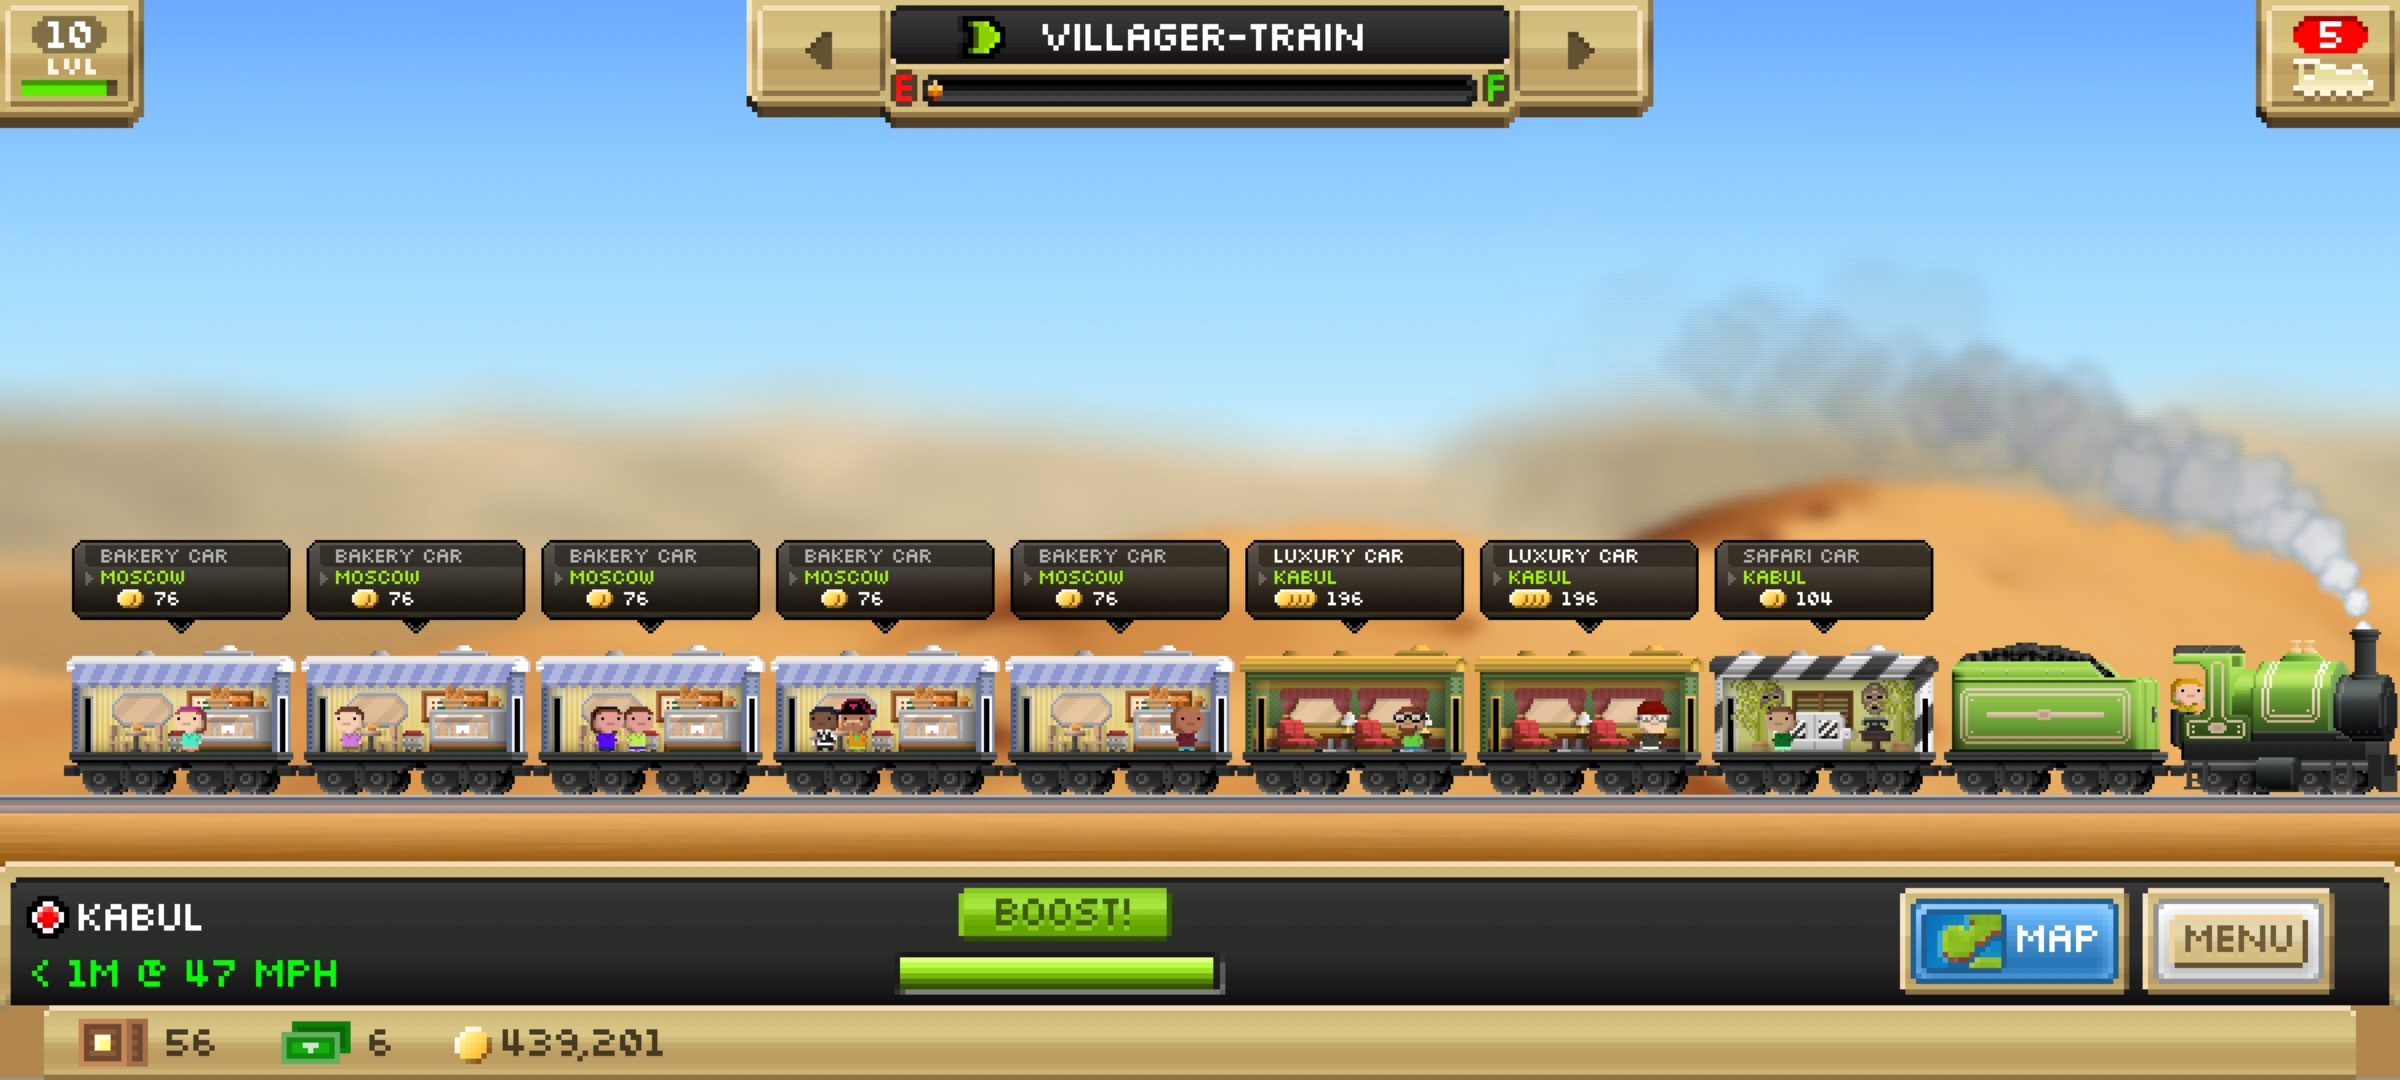 10
LVL
VILLAGER-TRAIN
E F
5
BAKERY CAR
MOSCOW
76
BAKERY CAR
MOSCOW
76
BAKERY CAR
MOSCOW
76
BAKERY CAR
MOSCOW
76
BAKERY CAR
MOSCOW
76
LUXURY CAR
KABUL
196
LUXURY CAR
KABUL
196
SAFARI CAR
KABUL
104
KABUL
< 1M @ 47 MPH
BOOST!
MAP
MENU
56
6
439,201